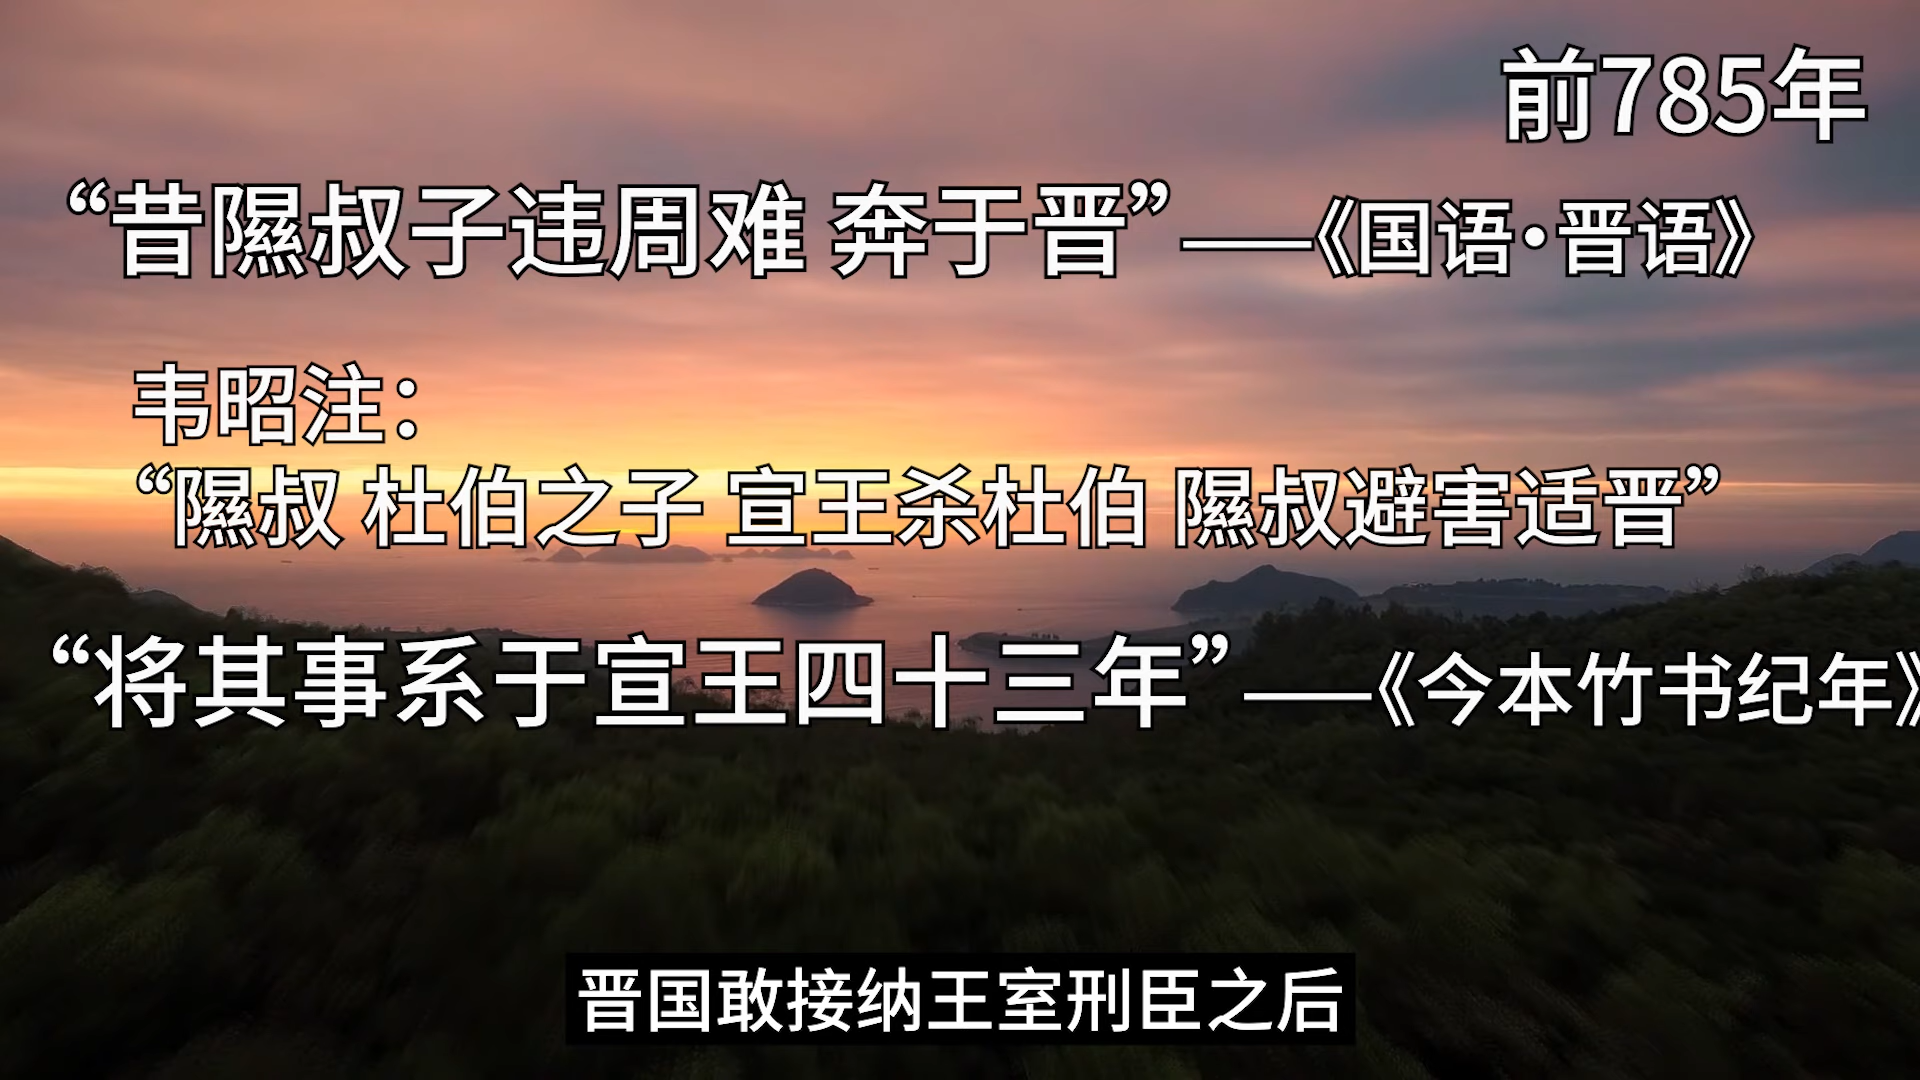 前785年
“昔隰叔子违周难 奔于晋”——《国语·晋语》
韦昭注：
“隰叔 杜伯之子 宣王杀杜伯 隰叔避害适晋”
“将其事系于宣王四十三年”——《今本竹书纪年》
晋国敢接纳王室刑臣之后